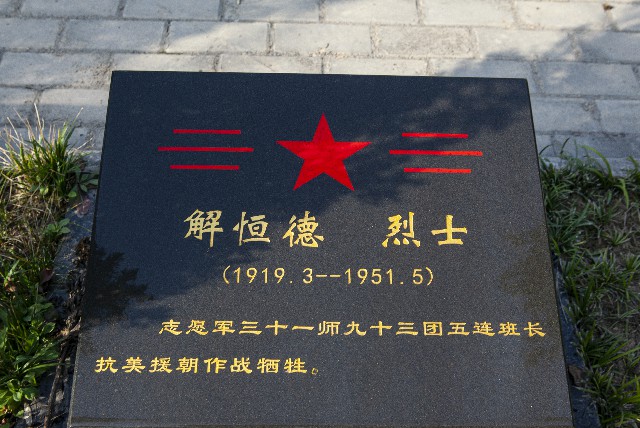 解恒德 烈士
(1919.3--1951.5)
志愿军三十一师九十三团五连班长
抗美援朝作战牺牲。